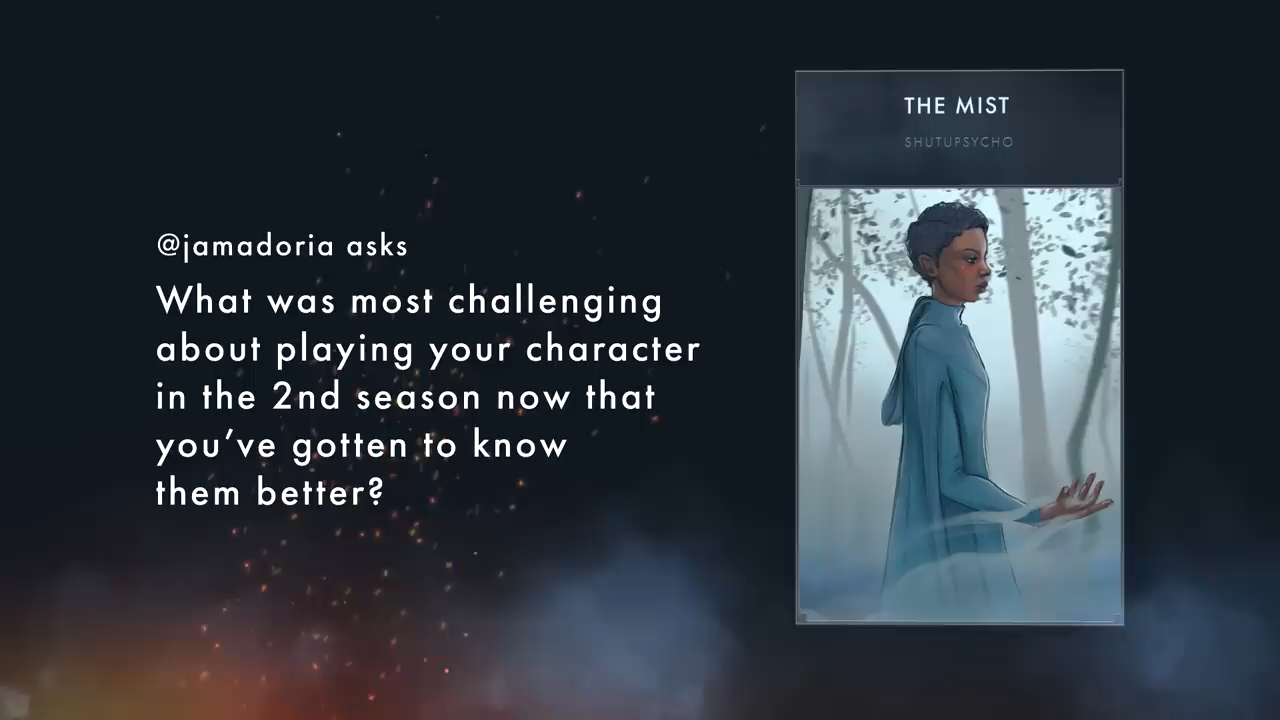 @jamadoria asks
What was most challenging
about playing your character
in the 2nd season now that
you’ve gotten to know
them better?
THE MIST
SHUTUPSYCHO